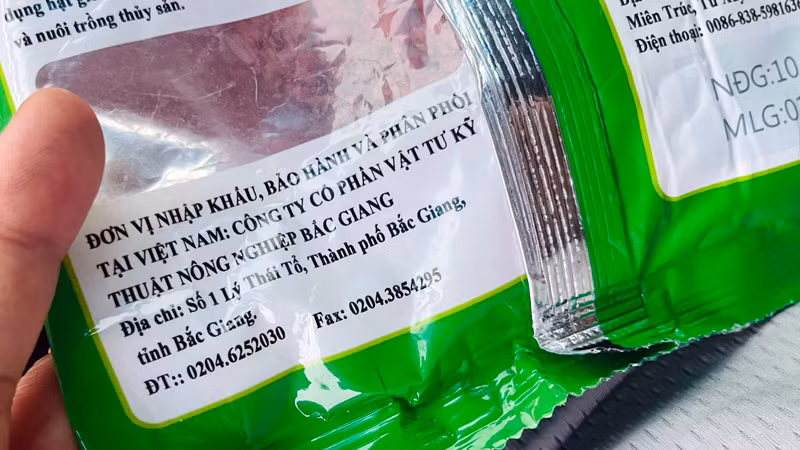 dụng hạt
và nuôi trồng thủy sản.
ĐƠN VỊ NHẬP KHẨU, BẢO HÀNH VÀ PHÂN PHỐI
TẠI VIỆT NAM: CÔNG TY CỔ PHẦN VẬT TƯ KỸ
THUẬT NÔNG NGHIỆP BẮC GIANG
Địa chỉ: Số 1 Lý Thái Tổ, Thành phố Bắc Giang,
tỉnh Bắc Giang.
ĐT:: 0204.6252030 Fax: 0204.3854295
Miên Trúc, Từ
Điện thoại: 0086-838-598163
NĐG:10
MLG:0